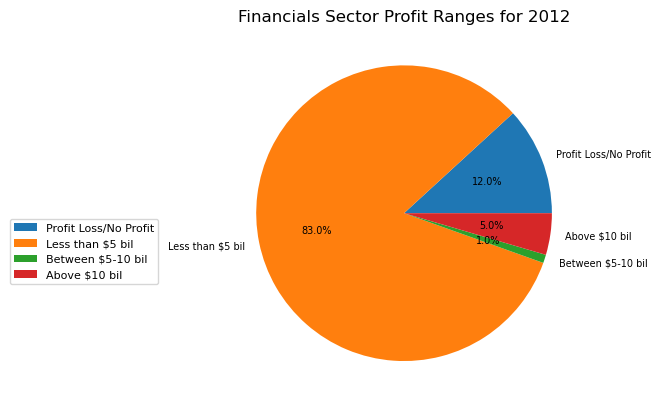 Financials Sector Profit Ranges for 2012
Profit Loss/No Profit
12.0%
5.0%
Above $10 bil
1.0%
Between $5-10 bil
83.0%
Less than $5 bil
Profit Loss/No Profit
Less than $5 bil
Between $5-10 bil
Above $10 bil